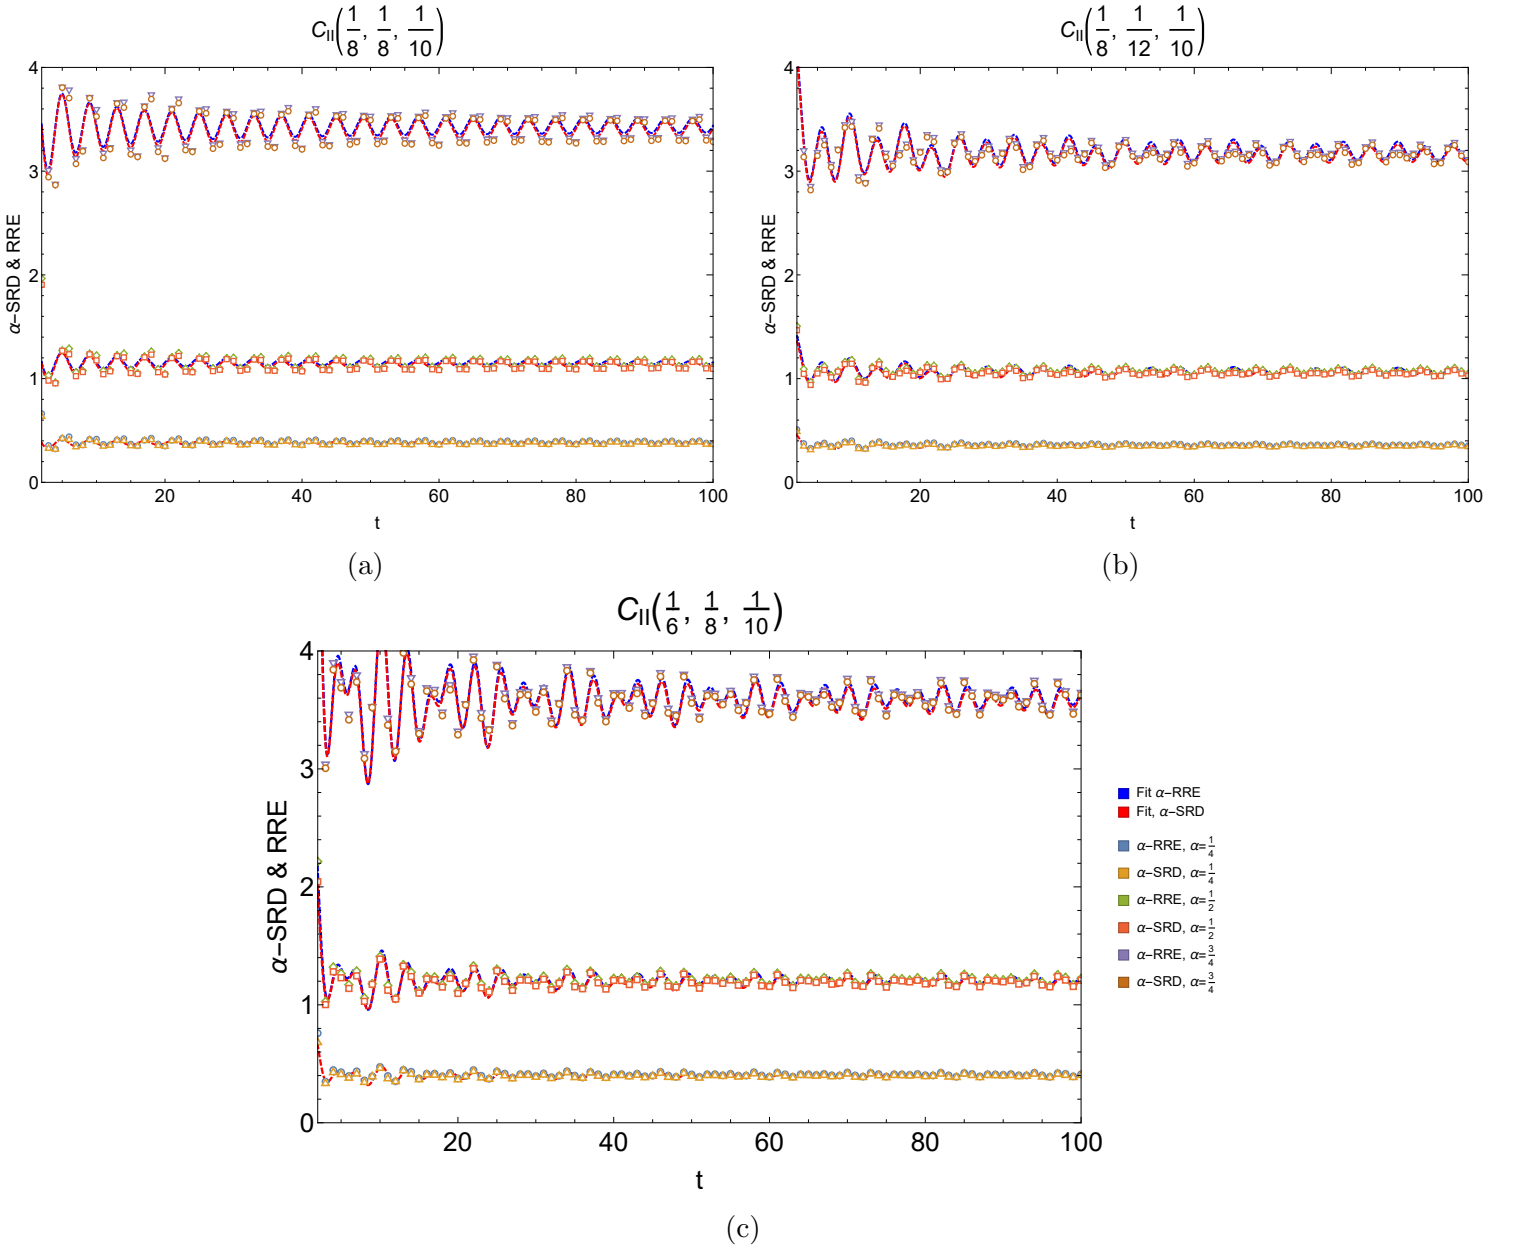 C_II(1/8, 1/8, 1/10)
α−SRD & RRE
4
3
2
1
0
20 40 60 80 100
t
(a)
C_II(1/8, 1/12, 1/10)
α−SRD & RRE
4
3
2
1
0
20 40 60 80 100
t
(b)
C_II(1/6, 1/8, 1/10)
α−SRD & RRE
4
3
2
1
0
20 40 60 80 100
t
(c)
Fit α−RRE
Fit, α−SRD
α−RRE, α=1/4
α−SRD, α=1/4
α−RRE, α=1/2
α−SRD, α=1/2
α−RRE, α=3/4
α−SRD, α=3/4